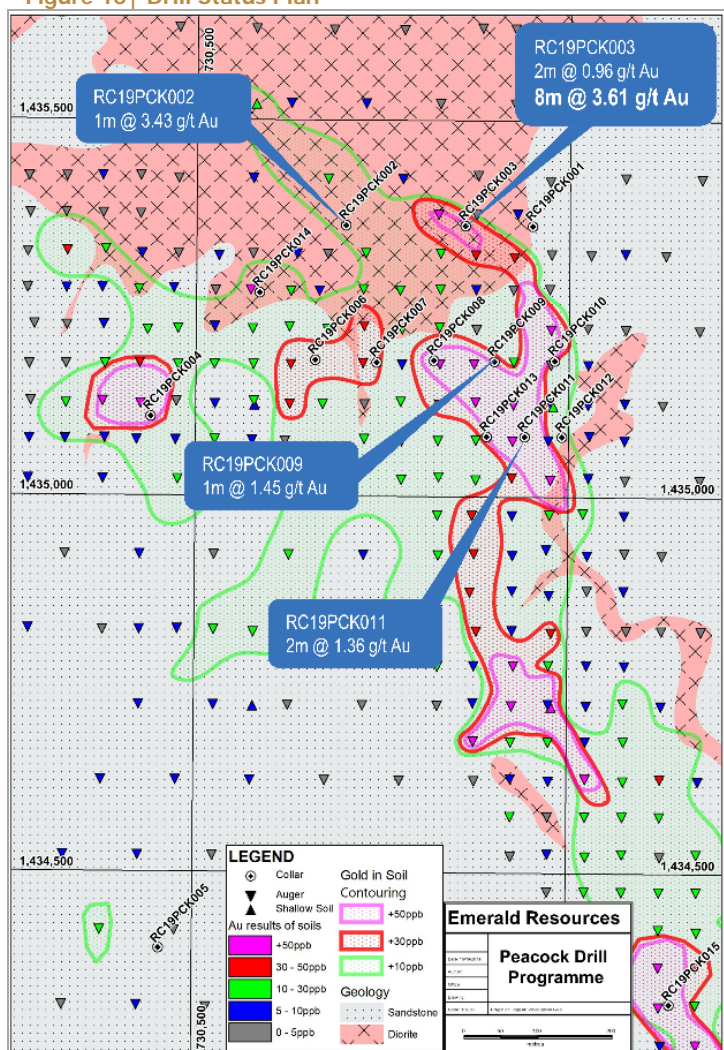 Figure 16| Drill Status Plan
730,500
RC19PCK003
2m @ 0.96 g/t Au
8m @ 3.61 g/t Au
RC19PCK002
1m @ 3.43 g/t Au
1,435,500
RC19PCK002
RC19PCK003
RC19PCK001
RC19PCK014
RC19PCK006
RC19PCK007
RC19PCK008
RC19PCK009
RC19PCK010
RC19PCK004
RC19PCK013
RC19PCK011
RC19PCK012
RC19PCK009
1m @ 1.45 g/t Au
1,435,000
1,435,000
RC19PCK011
2m @ 1.36 g/t Au
1,434,500
1,434,500
RC19PCK005
730,500
RC19PCK015
LEGEND
Collar
Auger
Shallow Soil
Au results of soils
+50ppb
30 - 50ppb
10 - 30ppb
5 - 10ppb
0 - 5ppb
Gold in Soil
Contouring
+50ppb
+30ppb
+10ppb
Geology
Sandstone
Diorite
Emerald Resources
Peacock Drill
Programme
metres